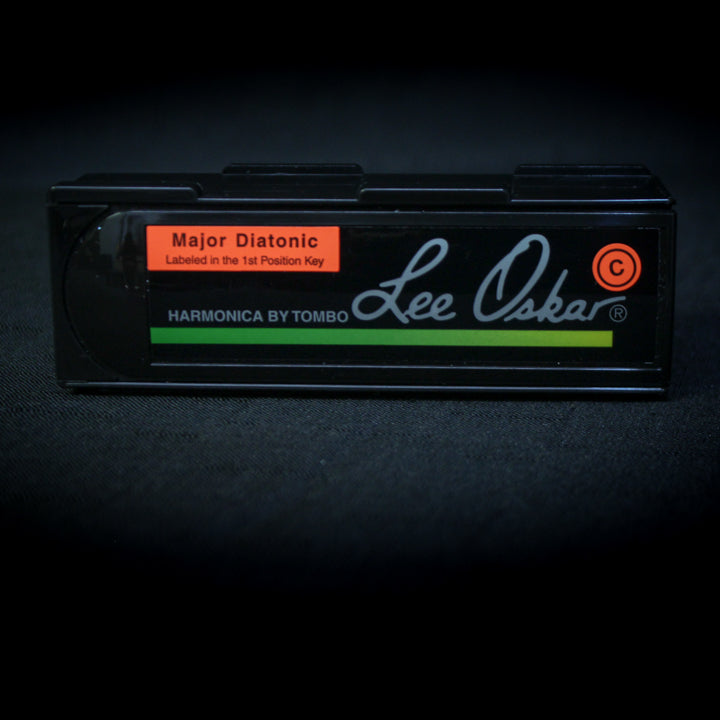 Major Diatonic
Labeled in the 1st Position Key
HARMONICA BY TOMBO
Lee Oskar®
C